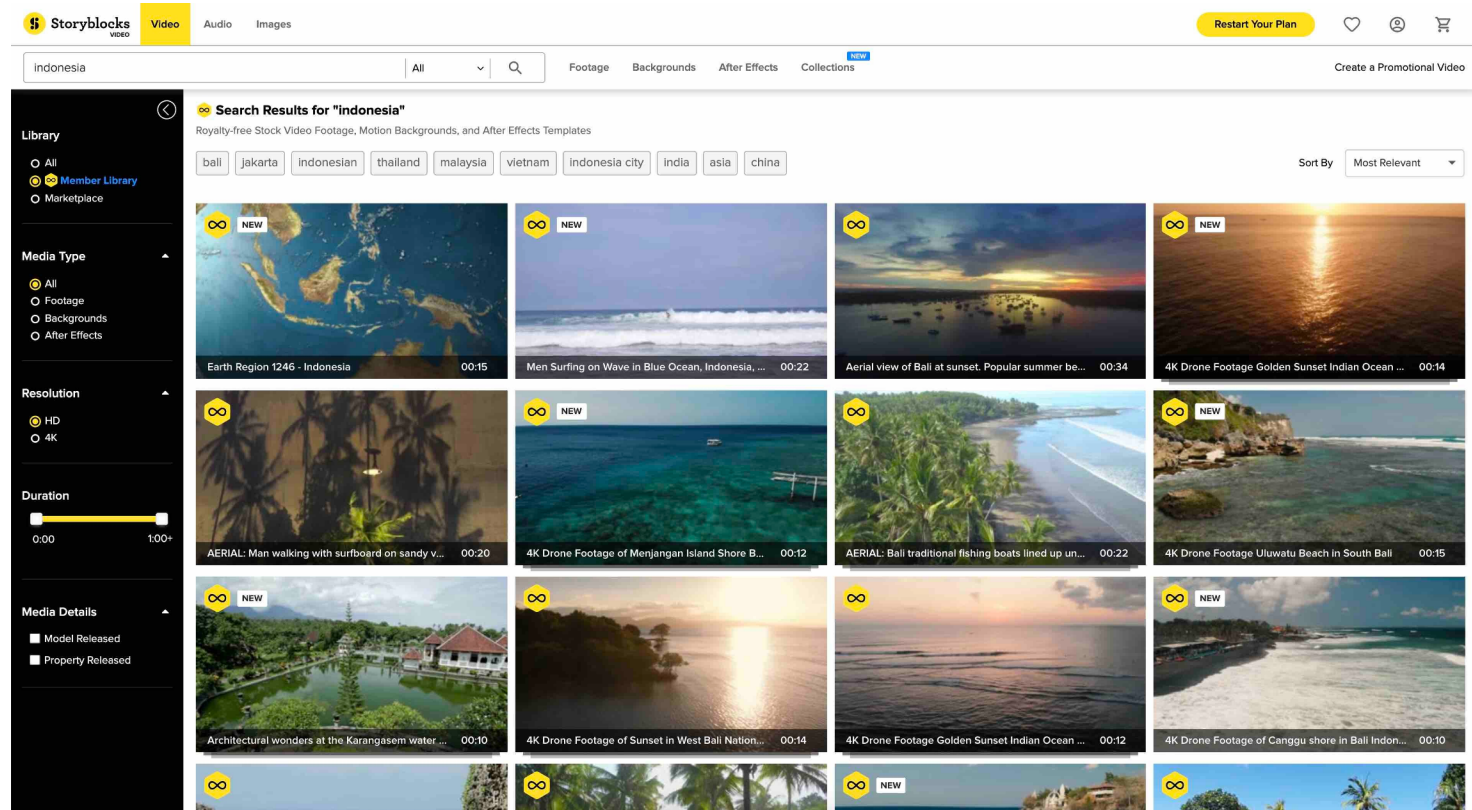 Storyblocks
VIDEO
Video
Audio
Images
Restart Your Plan
indonesia
All
Footage
Backgrounds
After Effects
Collections
NEW
Create a Promotional Video
Library
All
Member Library
Marketplace
Media Type
All
Footage
Backgrounds
After Effects
Resolution
HD
4K
Duration
0:00
1:00+
Media Details
Model Released
Property Released
Search Results for "indonesia"
Royalty-free Stock Video Footage, Motion Backgrounds, and After Effects Templates
bali
jakarta
indonesian
thailand
malaysia
vietnam
indonesia city
india
asia
china
Sort By
Most Relevant
NEW
Earth Region 1246 - Indonesia 00:15
NEW
Men Surfing on Wave in Blue Ocean, Indonesia, ... 00:22
Aerial view of Bali at sunset. Popular summer be... 00:34
NEW
4K Drone Footage Golden Sunset Indian Ocean ... 00:14
AERIAL: Man walking with surfboard on sandy v... 00:20
NEW
4K Drone Footage of Menjangan Island Shore B... 00:12
AERIAL: Bali traditional fishing boats lined up un... 00:22
NEW
4K Drone Footage Uluwatu Beach in South Bali 00:15
NEW
Architectural wonders at the Karangasem water ... 00:10
4K Drone Footage of Sunset in West Bali Nation... 00:14
4K Drone Footage Golden Sunset Indian Ocean ... 00:12
NEW
4K Drone Footage of Canggu shore in Bali Indon... 00:10
NEW